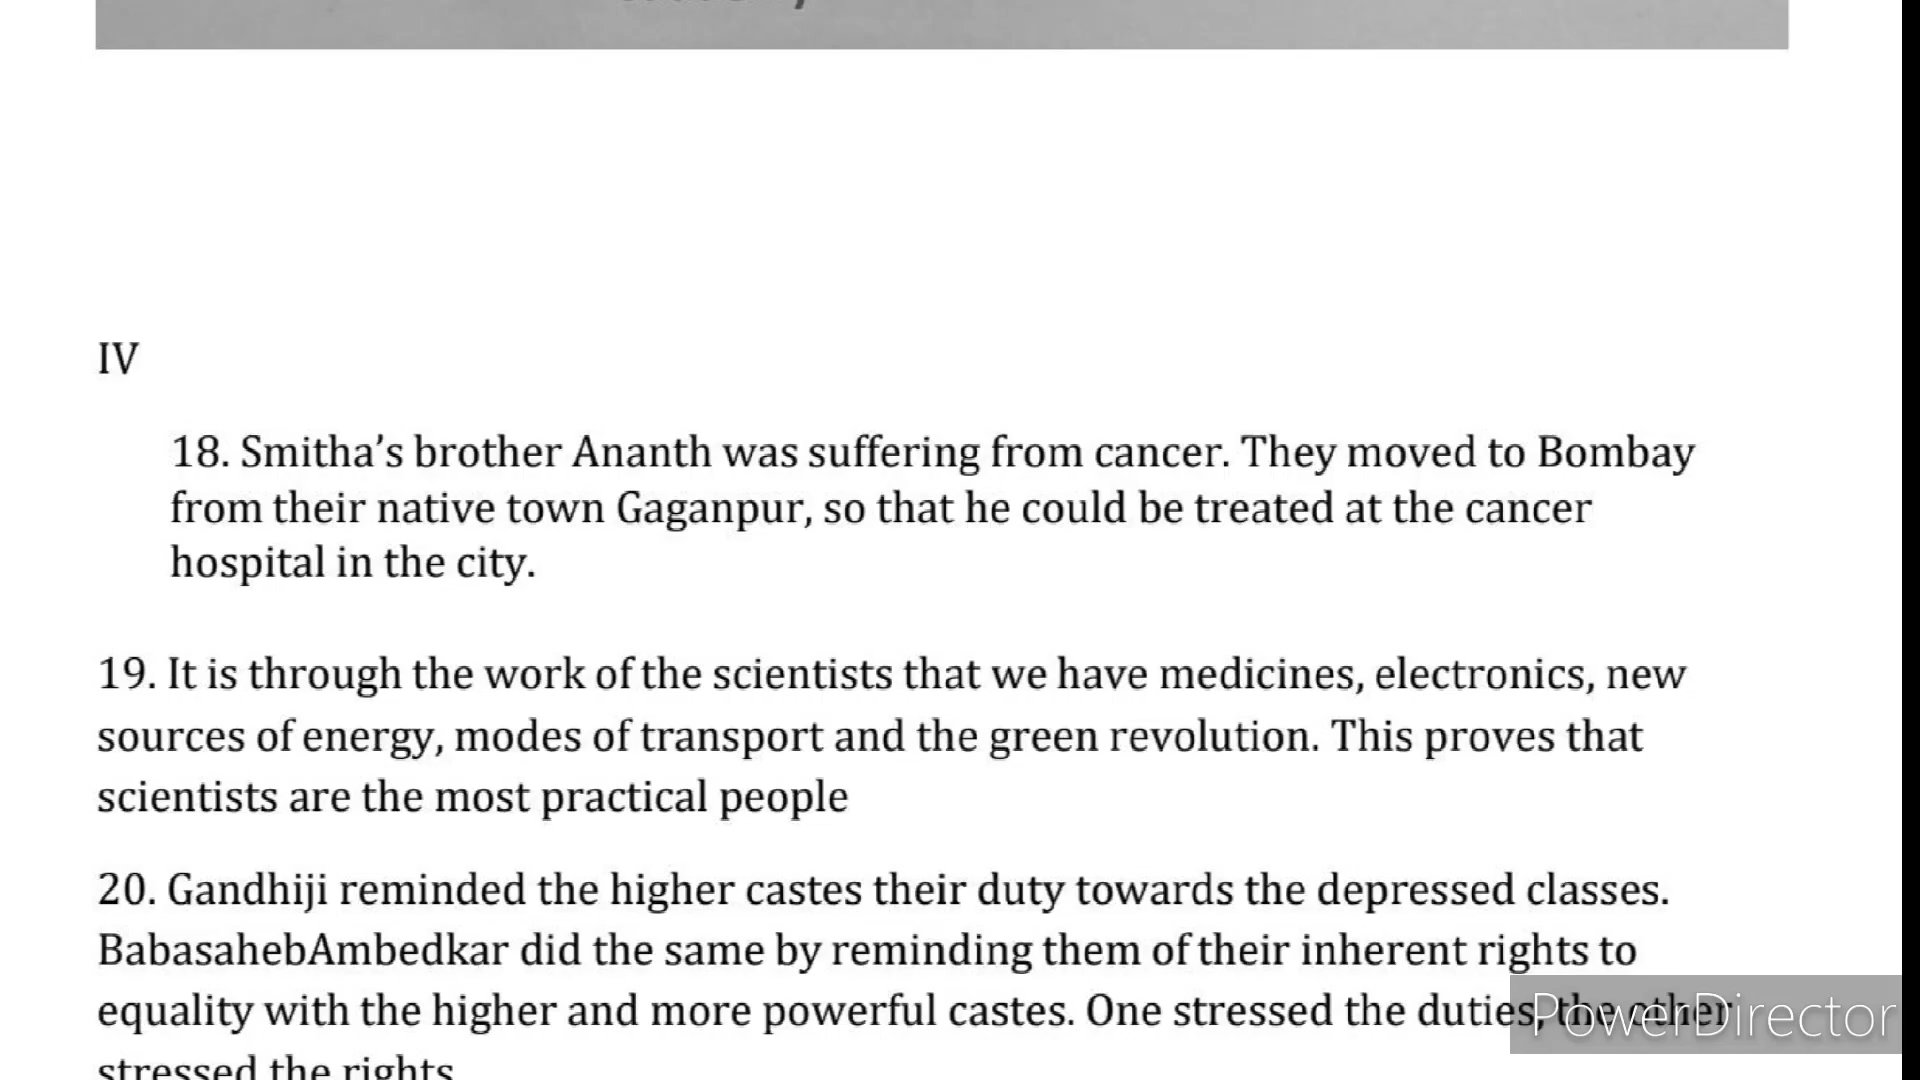 IV
18. Smitha’s brother Ananth was suffering from cancer. They moved to Bombay
from their native town Gaganpur, so that he could be treated at the cancer
hospital in the city.
19. It is through the work of the scientists that we have medicines, electronics, new
sources of energy, modes of transport and the green revolution. This proves that
scientists are the most practical people
20. Gandhiji reminded the higher castes their duty towards the depressed classes.
BabasahebAmbedkar did the same by reminding them of their inherent rights to
equality with the higher and more powerful castes. One stressed the duties, the other
stressed the rights
PowerDirector